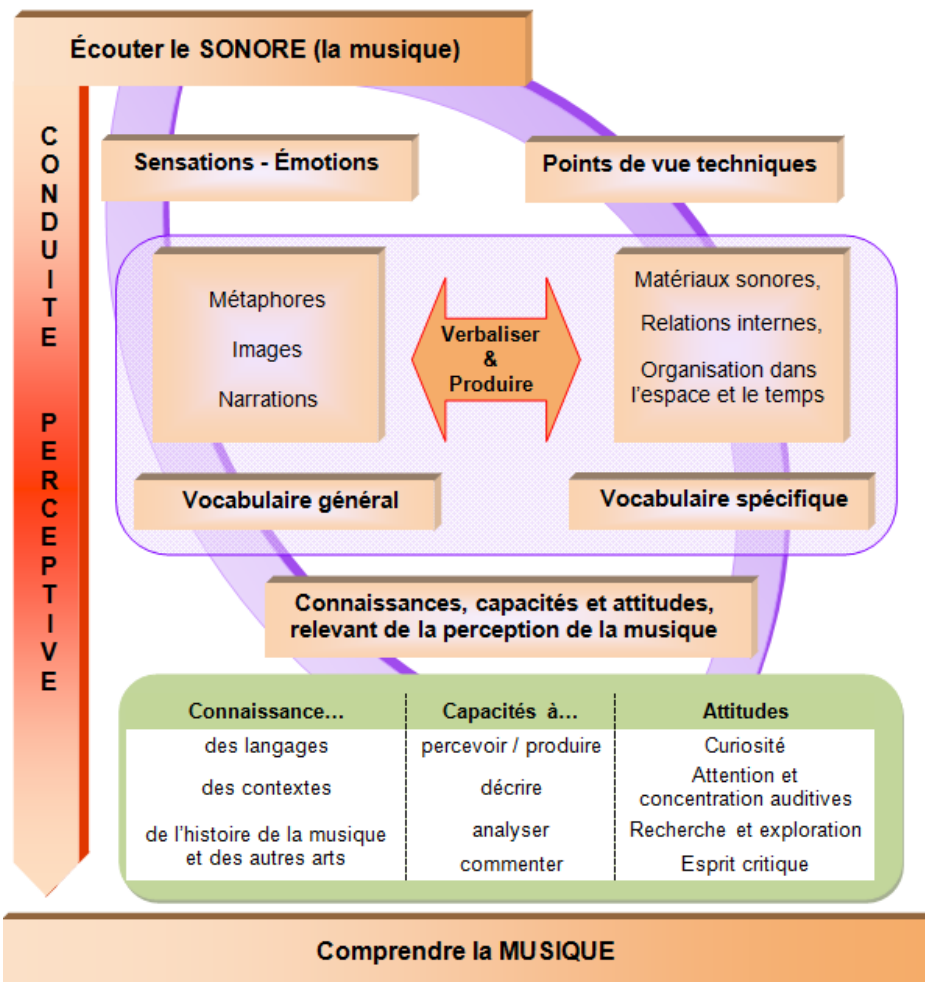 Écouter le SONORE (la musique)
CONDUITE PERCEPTIVE
Sensations - Émotions
Points de vue techniques
Métaphores
Images
Narrations
Verbaliser
&
Produire
Matériaux sonores,
Relations internes,
Organisation dans
l’espace et le temps
Vocabulaire général
Vocabulaire spécifique
Connaissances, capacités et attitudes,
relevant de la perception de la musique
Connaissance…
des langages
des contextes
de l’histoire de la musique
et des autres arts
Capacités à…
percevoir / produire
décrire
analyser
commenter
Attitudes
Curiosité
Attention et
concentration auditives
Recherche et exploration
Esprit critique
Comprendre la MUSIQUE